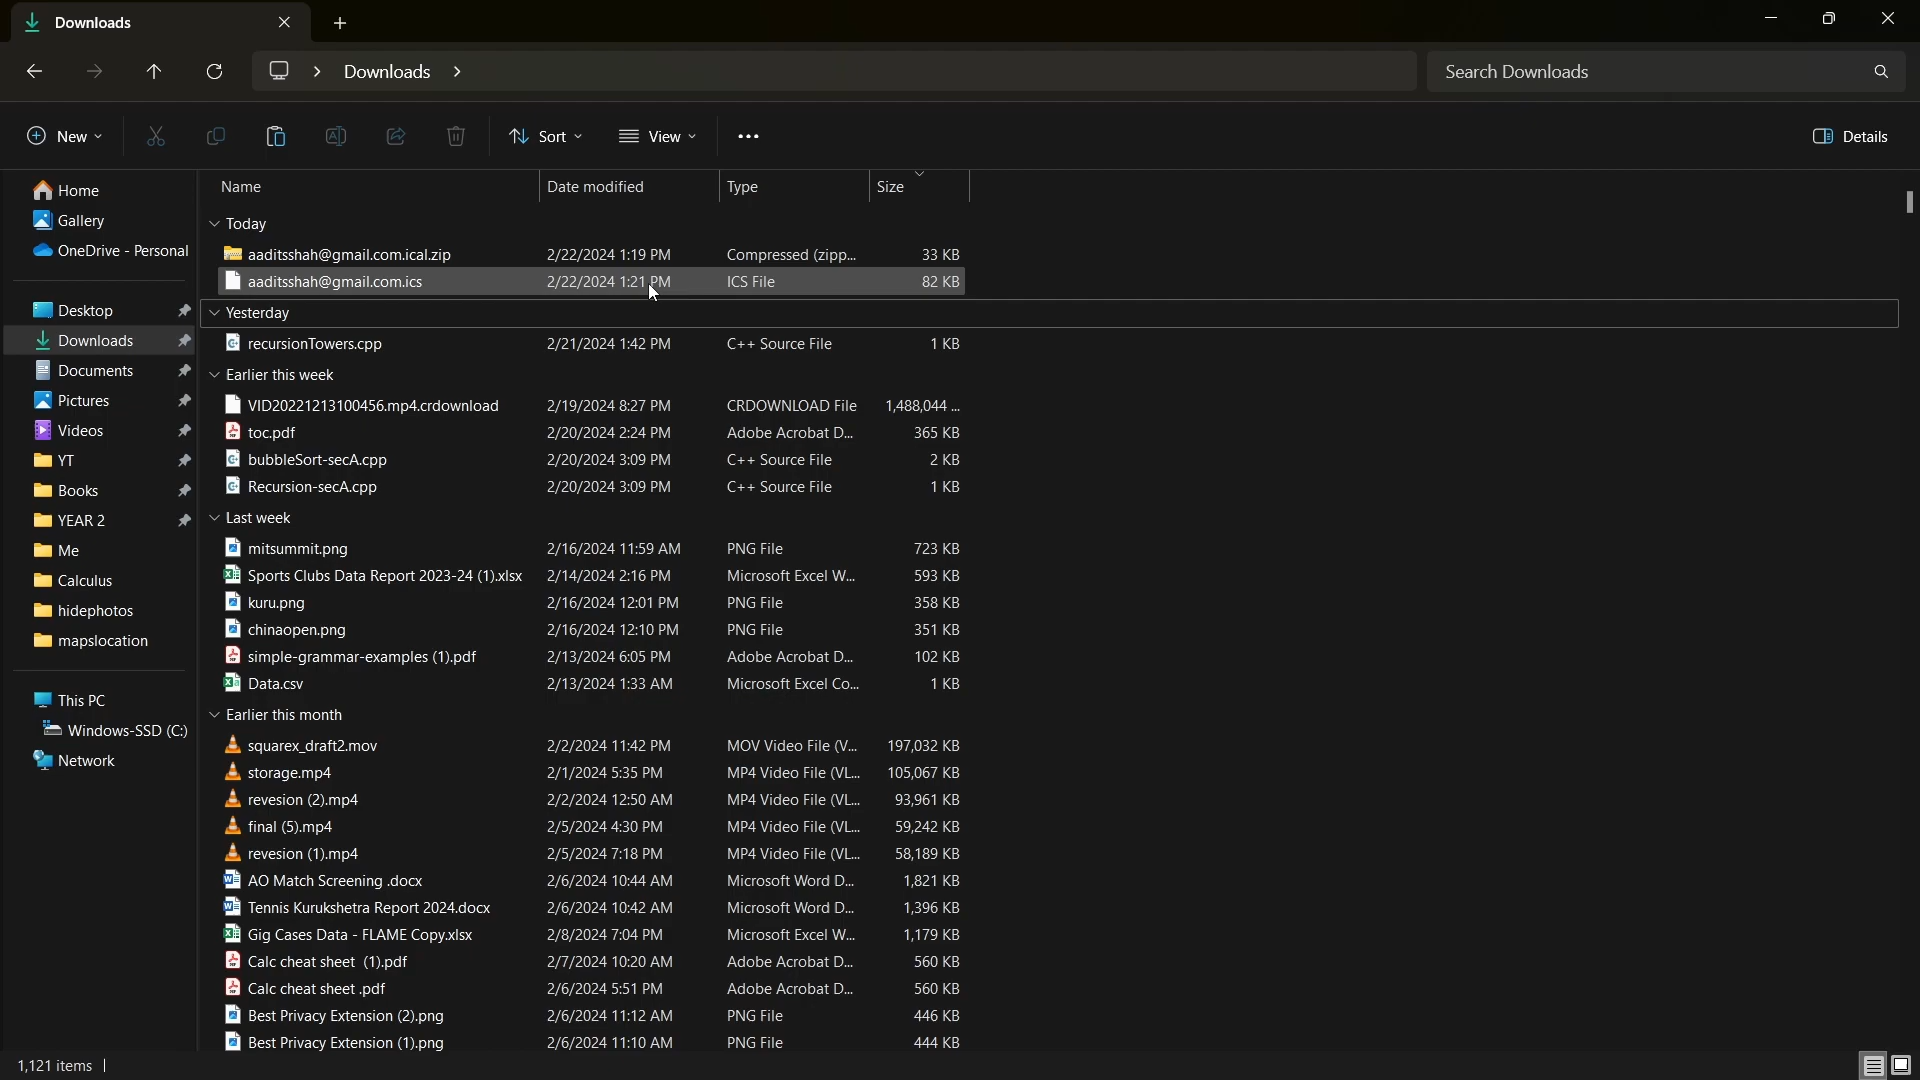 Downloads
Downloads
Search Downloads
New
Sort
View
Details
Home
Gallery
OneDrive - Personal
Desktop
Downloads
Documents
Pictures
Videos
YT
Books
YEAR 2
Me
Calculus
hidephotos
mapslocation
This PC
Windows-SSD (C:)
Network
Name Date modified Type Size
Today
aaditsshah@gmail.com.ical.zip 2/22/2024 1:19 PM Compressed (zipp... 33 KB
aaditsshah@gmail.com.ics 2/22/2024 1:21 PM ICS File 82 KB
Yesterday
recursionTowers.cpp 2/21/2024 1:42 PM C++ Source File 1 KB
Earlier this week
VID20221213100456.mp4.crdownload 2/19/2024 8:27 PM CRDOWNLOAD File 1,488,044 ...
toc.pdf 2/20/2024 2:24 PM Adobe Acrobat D... 365 KB
bubbleSort-secA.cpp 2/20/2024 3:09 PM C++ Source File 2 KB
Recursion-secA.cpp 2/20/2024 3:09 PM C++ Source File 1 KB
Last week
mitsummit.png 2/16/2024 11:59 AM PNG File 723 KB
Sports Clubs Data Report 2023-24 (1).xlsx 2/14/2024 2:16 PM Microsoft Excel W... 593 KB
kuru.png 2/16/2024 12:01 PM PNG File 358 KB
chinaopen.png 2/16/2024 12:10 PM PNG File 351 KB
simple-grammar-examples (1).pdf 2/13/2024 6:05 PM Adobe Acrobat D... 102 KB
Data.csv 2/13/2024 1:33 AM Microsoft Excel Co... 1 KB
Earlier this month
squarex_draft2.mov 2/2/2024 11:42 PM MOV Video File (V... 197,032 KB
storage.mp4 2/1/2024 5:35 PM MP4 Video File (VL... 105,067 KB
revesion (2).mp4 2/2/2024 12:50 AM MP4 Video File (VL... 93,961 KB
final (5).mp4 2/5/2024 4:30 PM MP4 Video File (VL... 59,242 KB
revesion (1).mp4 2/5/2024 7:18 PM MP4 Video File (VL... 58,189 KB
AO Match Screening .docx 2/6/2024 10:44 AM Microsoft Word D... 1,821 KB
Tennis Kurukshetra Report 2024.docx 2/6/2024 10:42 AM Microsoft Word D... 1,396 KB
Gig Cases Data - FLAME Copy.xlsx 2/8/2024 7:04 PM Microsoft Excel W... 1,179 KB
Calc cheat sheet (1).pdf 2/7/2024 10:20 AM Adobe Acrobat D... 560 KB
Calc cheat sheet .pdf 2/6/2024 5:51 PM Adobe Acrobat D... 560 KB
Best Privacy Extension (2).png 2/6/2024 11:12 AM PNG File 446 KB
Best Privacy Extension (1).png 2/6/2024 11:10 AM PNG File 444 KB
1,121 items